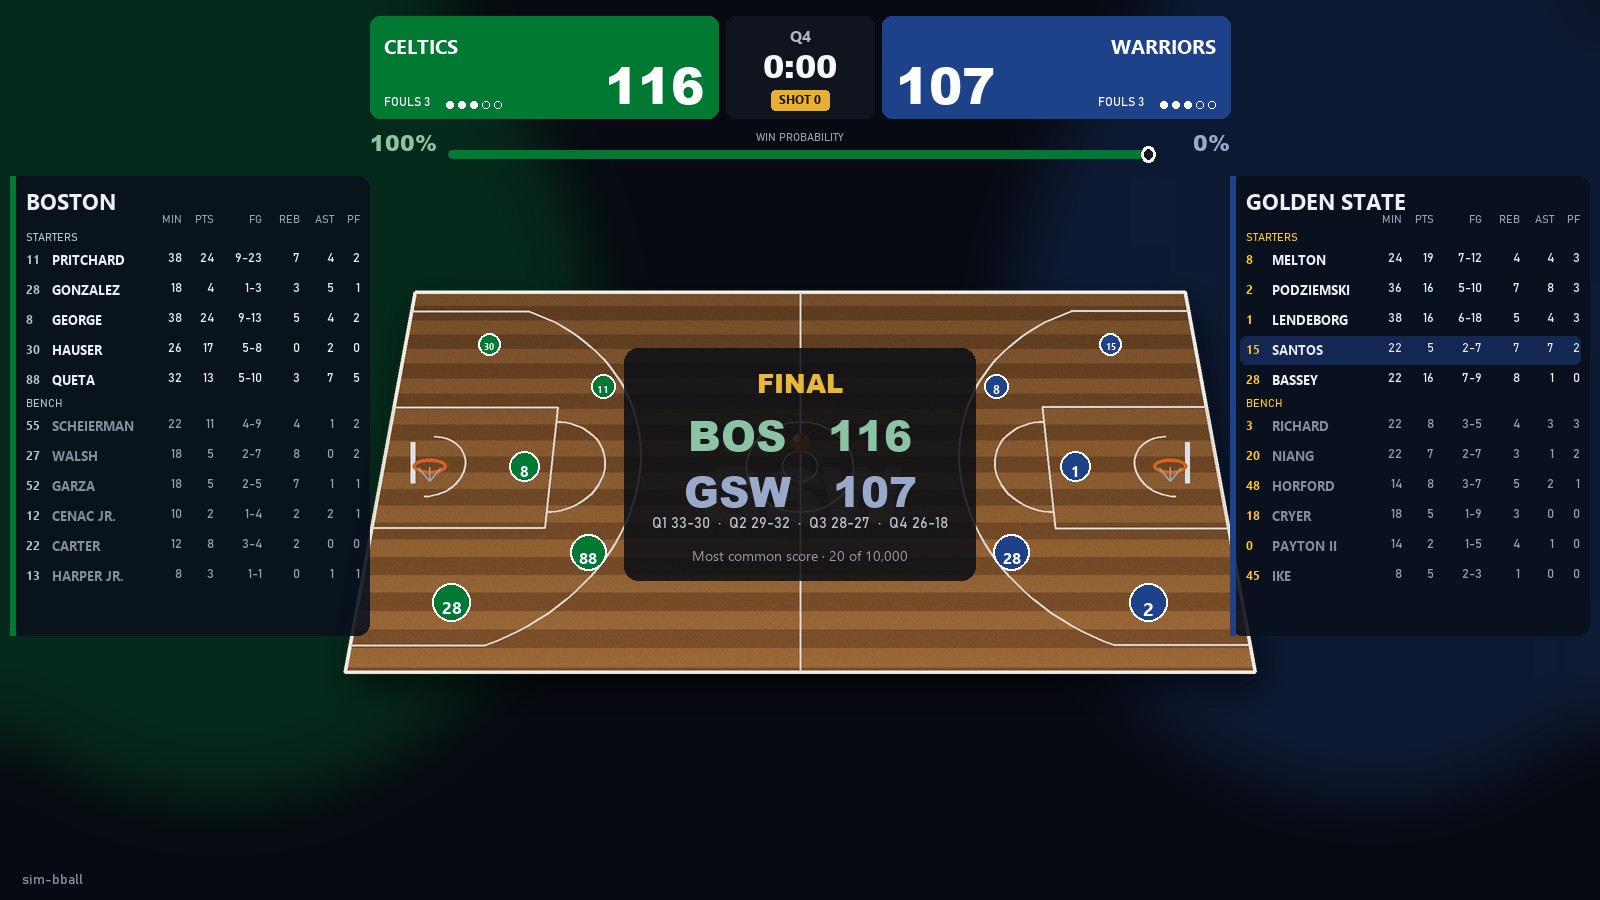 CELTICS
116
FOULS 3
Q4
0:00
SHOT 0
WARRIORS
107
FOULS 3
100%
WIN PROBABILITY
0%
BOSTON
MIN PTS FG REB AST PF
STARTERS
11 PRITCHARD 38 24 9-23 7 4 2
28 GONZALEZ 18 4 1-3 3 5 1
8 GEORGE 38 24 9-13 5 4 2
30 HAUSER 26 17 5-8 0 2 0
88 QUETA 32 13 5-10 3 7 5
BENCH
55 SCHEIERMAN 22 11 4-9 4 1 2
27 WALSH 18 5 2-7 8 0 2
52 GARZA 18 5 2-5 7 1 1
12 CENAC JR. 10 2 1-4 2 2 1
22 CARTER 12 8 3-4 2 0 0
13 HARPER JR. 8 3 1-1 0 1 1
30
11
8
88
28
FINAL
BOS 116
GSW 107
Q1 33-30 · Q2 29-32 · Q3 28-27 · Q4 26-18
Most common score · 20 of 10,000
15
8
1
28
2
GOLDEN STATE
MIN PTS FG REB AST PF
STARTERS
8 MELTON 24 19 7-12 4 4 3
2 PODZIEMSKI 36 16 5-10 7 8 3
1 LENDEBORG 38 16 6-18 5 4 3
15 SANTOS 22 5 2-7 7 7 2
28 BASSEY 22 16 7-9 8 1 0
BENCH
3 RICHARD 22 8 3-5 4 3 3
20 NIANG 22 7 2-7 3 1 2
48 HORFORD 14 8 3-7 5 2 1
18 CRYER 18 5 1-9 3 0 0
0 PAYTON II 14 2 1-5 4 1 0
45 IKE 8 5 2-3 1 0 0
sim-bball